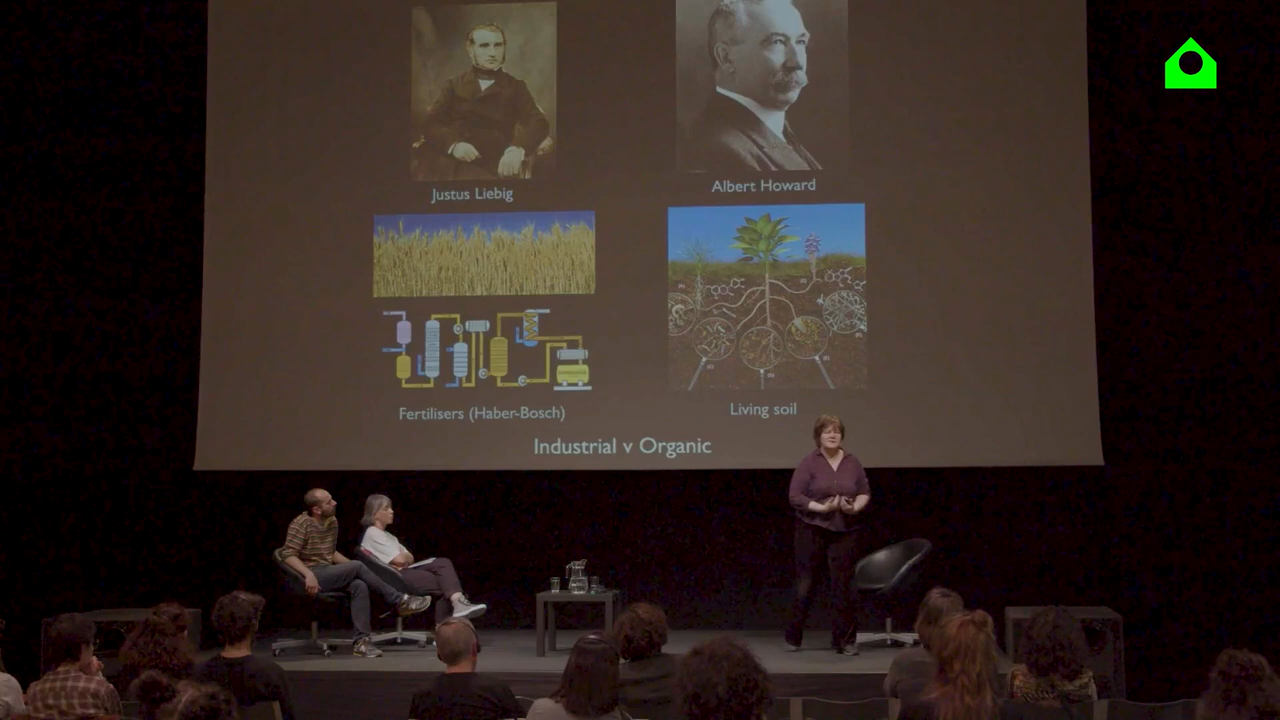 Justus Liebig
Albert Howard
Fertilisers (Haber-Bosch)
Living soil
Industrial v Organic